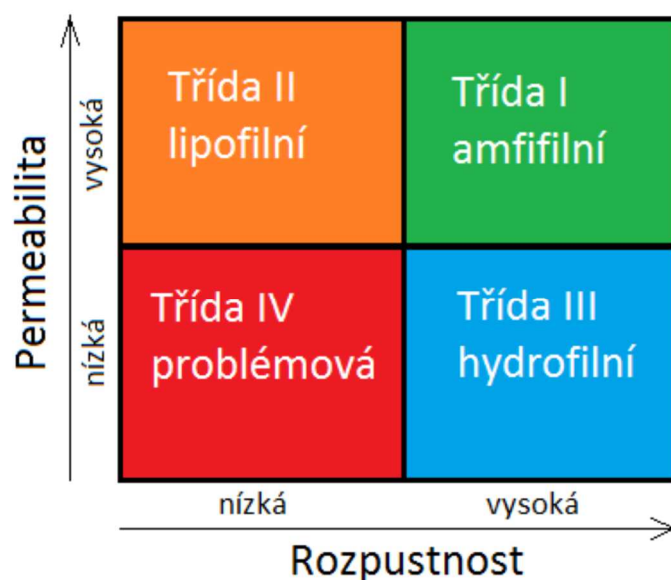 Permeabilita
vysoká
nízká
Třída II
lipofilní
Třída I
amfifilní
Třída IV
problémová
Třída III
hydrofilní
nízká
vysoká
Rozpustnost